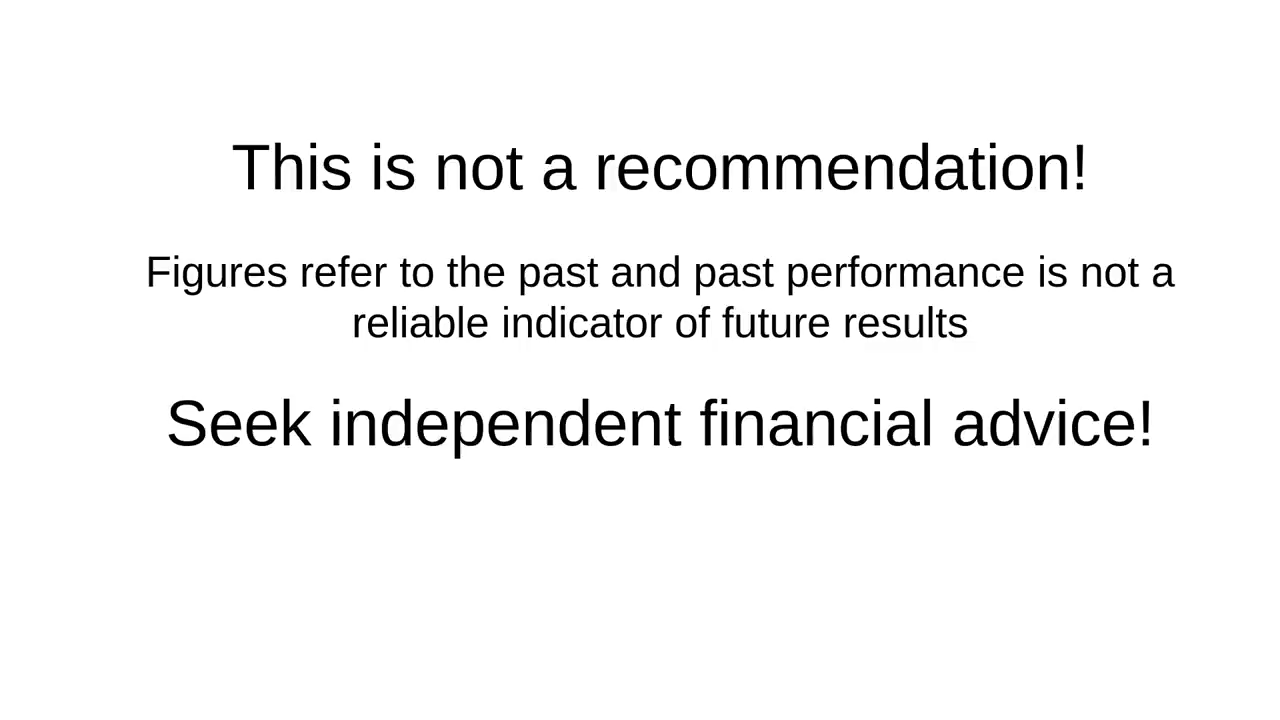 This is not a recommendation!
Figures refer to the past and past performance is not a
reliable indicator of future results
Seek independent financial advice!